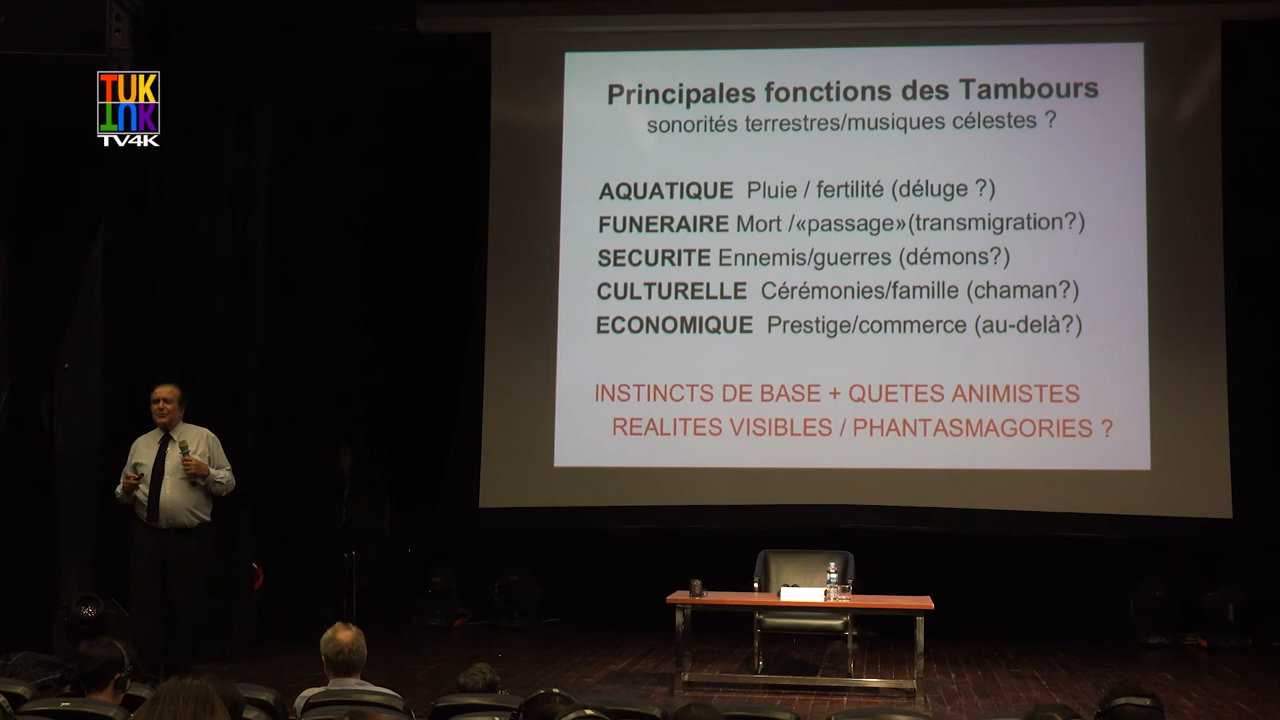 TUK
TUK
TV4K
Principales fonctions des Tambours
sonorités terrestres/musiques célestes ?
AQUATIQUE Pluie / fertilité (déluge ?)
FUNERAIRE Mort /«passage»(transmigration?)
SECURITE Ennemis/guerres (démons?)
CULTURELLE Cérémonies/famille (chaman?)
ECONOMIQUE Prestige/commerce (au-delà?)
INSTINCTS DE BASE + QUETES ANIMISTES
REALITES VISIBLES / PHANTASMAGORIES ?